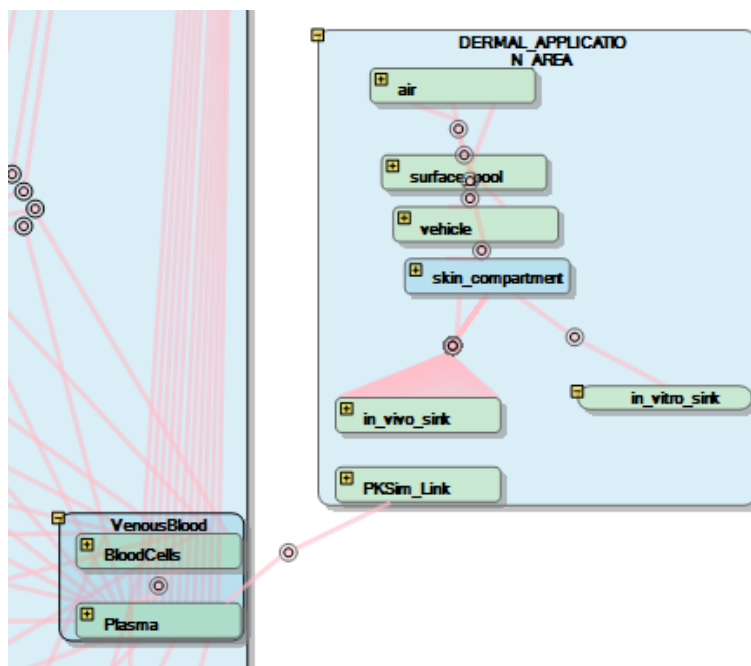 DERMAL_APPLICATIO
N_AREA
air
surface_pool
vehicle
skin_compartment
in_vivo_sink
in_vitro_sink
PKSim_Link
VenousBlood
BloodCells
Plasma